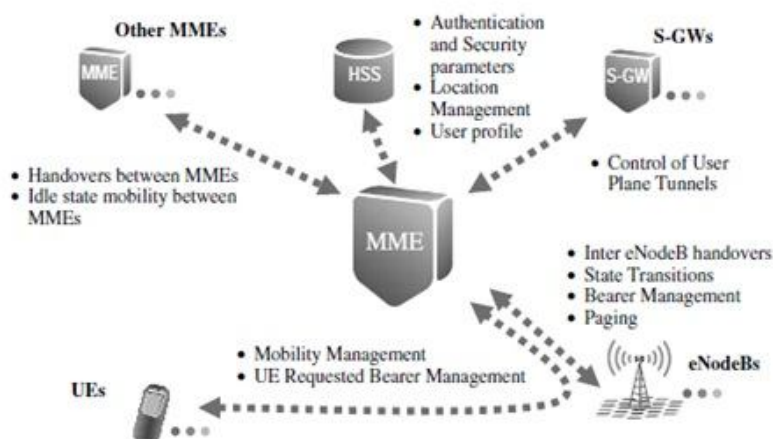 Other MMEs
MME
HSS
• Authentication
and Security
parameters
• Location
Management
• User profile
S-GWs
S-GW
• Handovers between MMEs
• Idle state mobility between
MMEs
• Control of User
Plane Tunnels
MME
• Inter eNodeB handovers
• State Transitions
• Bearer Management
• Paging
• Mobility Management
• UE Requested Bearer Management
UEs
eNodeBs